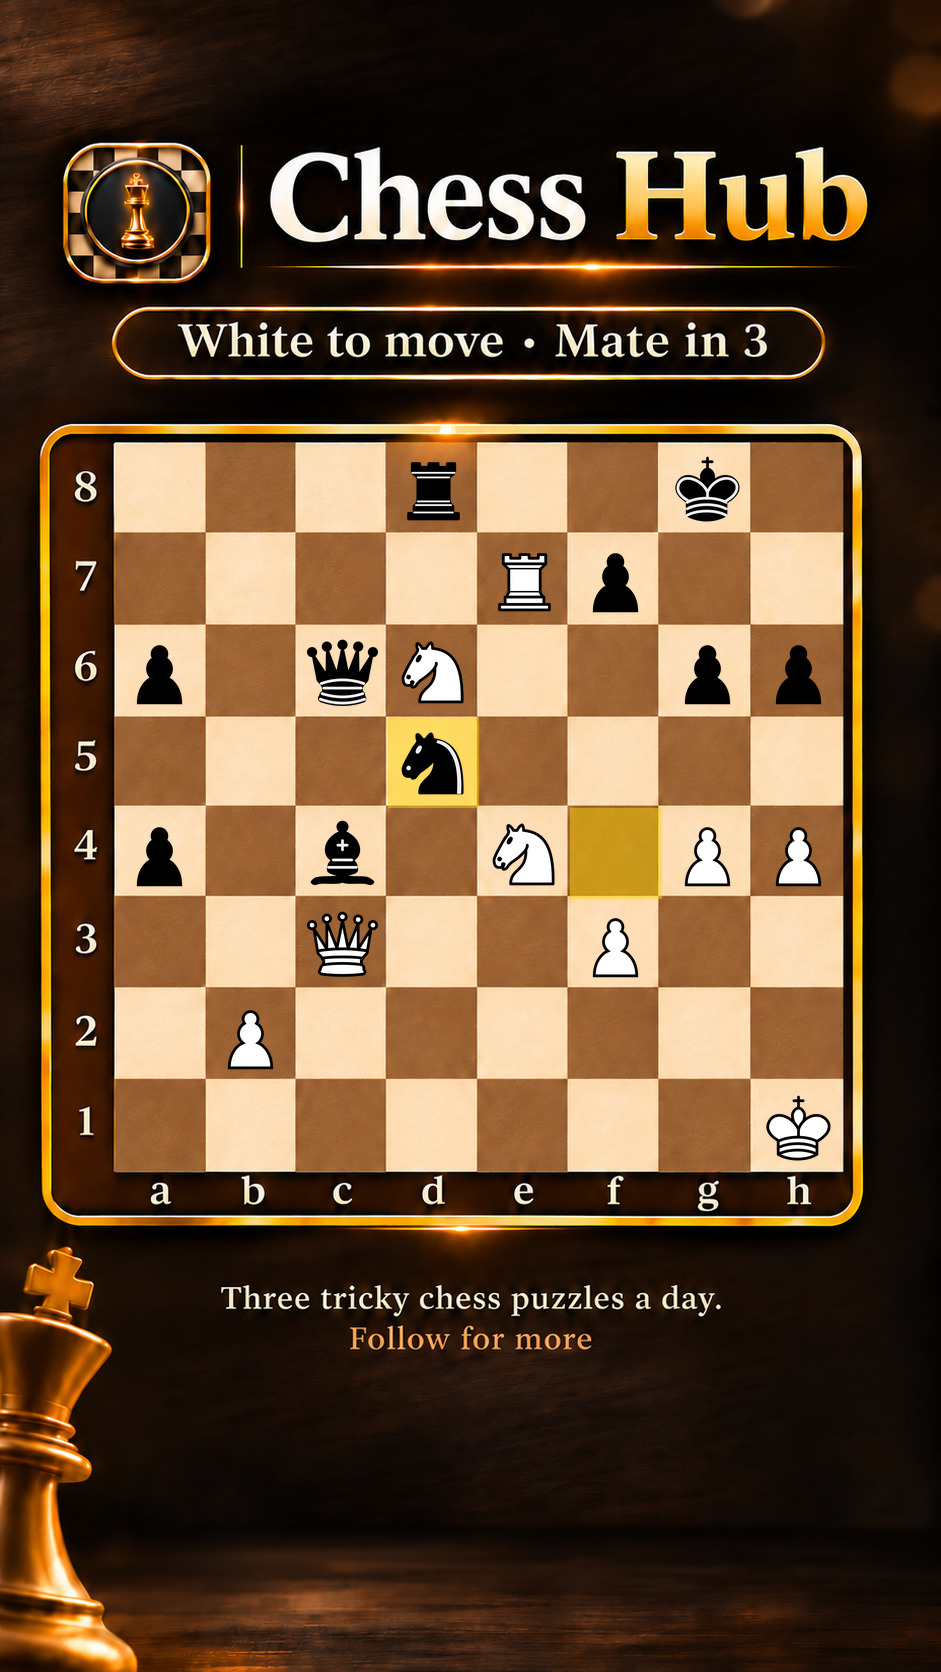 Chess Hub
White to move • Mate in 3
8
7
6
5
4
3
2
1
a b c d e f g h
Three tricky chess puzzles a day.
Follow for more